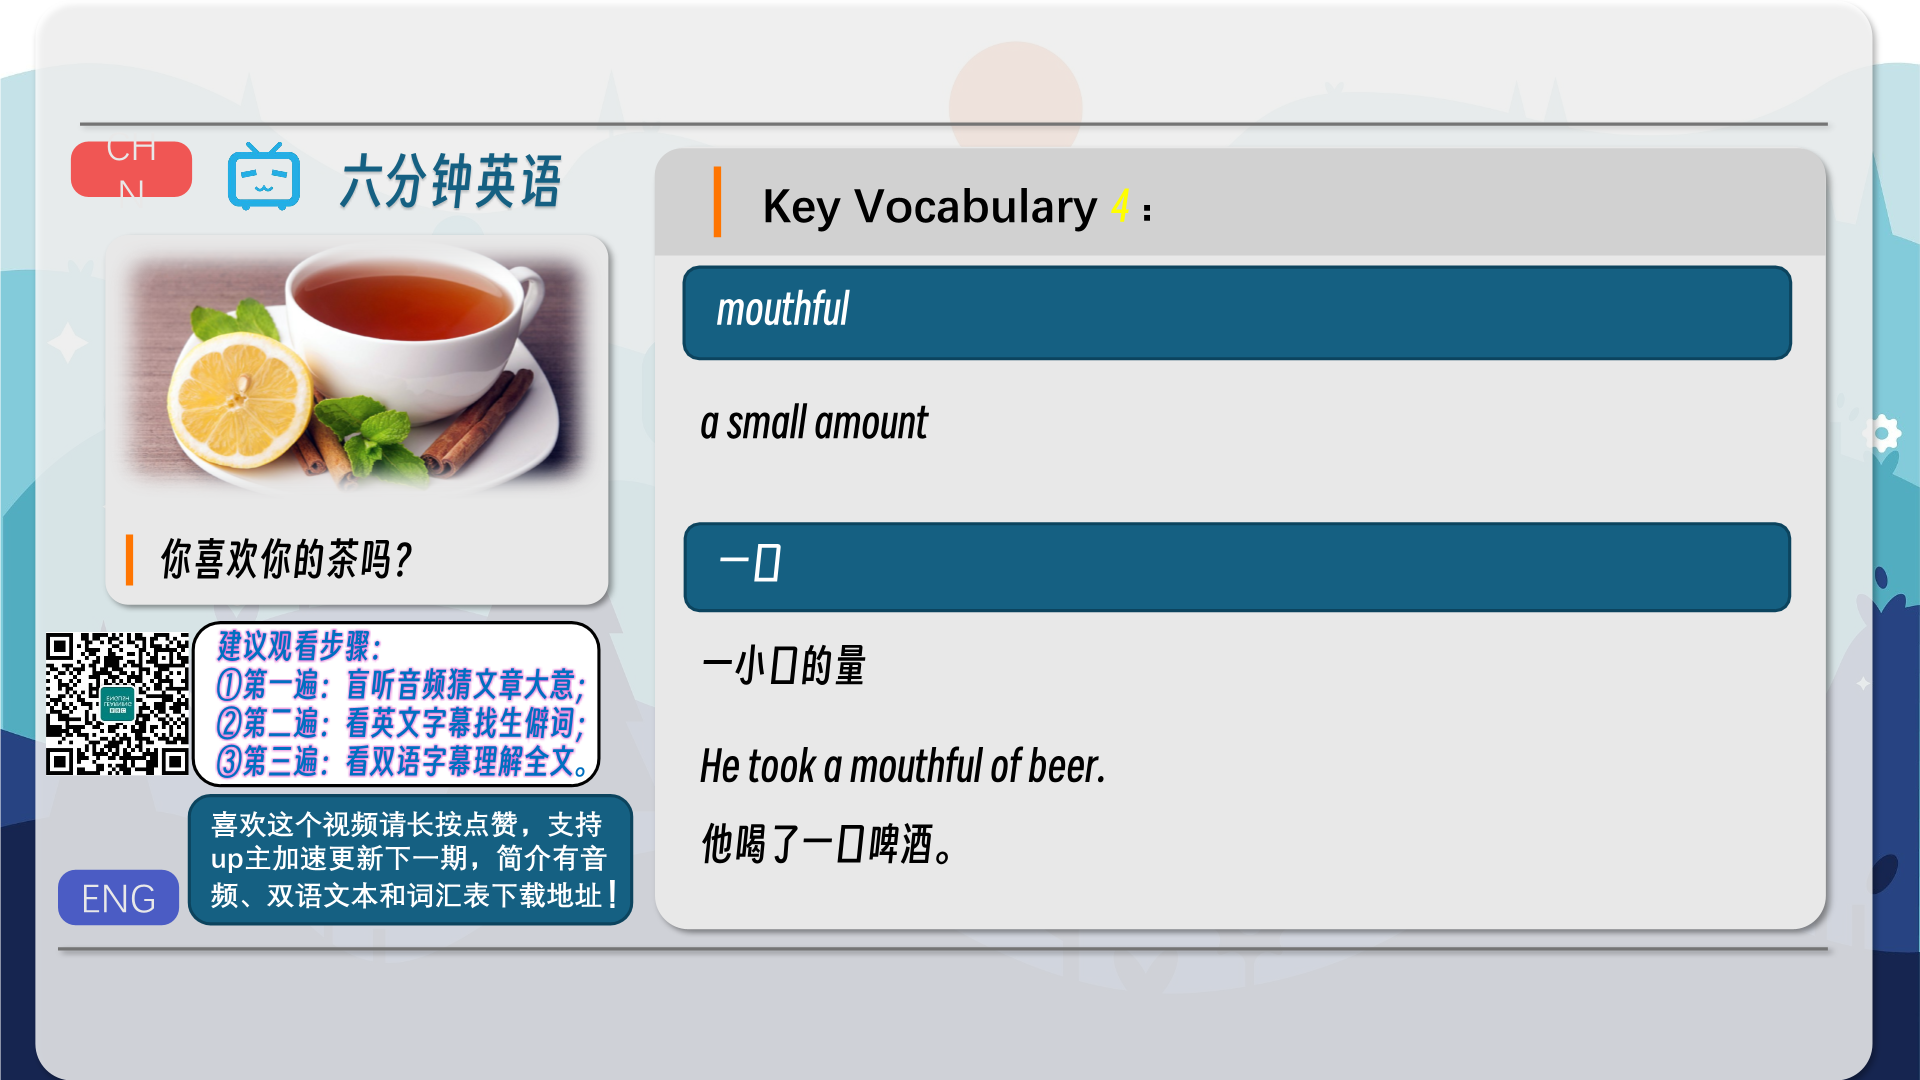 CH
N
六分钟英语
你喜欢你的茶吗?
建议观看步骤:
①第一遍:盲听音频猜文章大意;
②第二遍:看英文字幕找生僻词;
③第三遍:看双语字幕理解全文。
喜欢这个视频请长按点赞,支持
up主加速更新下一期,简介有音
频、双语文本和词汇表下载地址!
ENG
Key Vocabulary 4:
mouthful
a small amount
一口
一小口的量
He took a mouthful of beer.
他喝了一口啤酒。